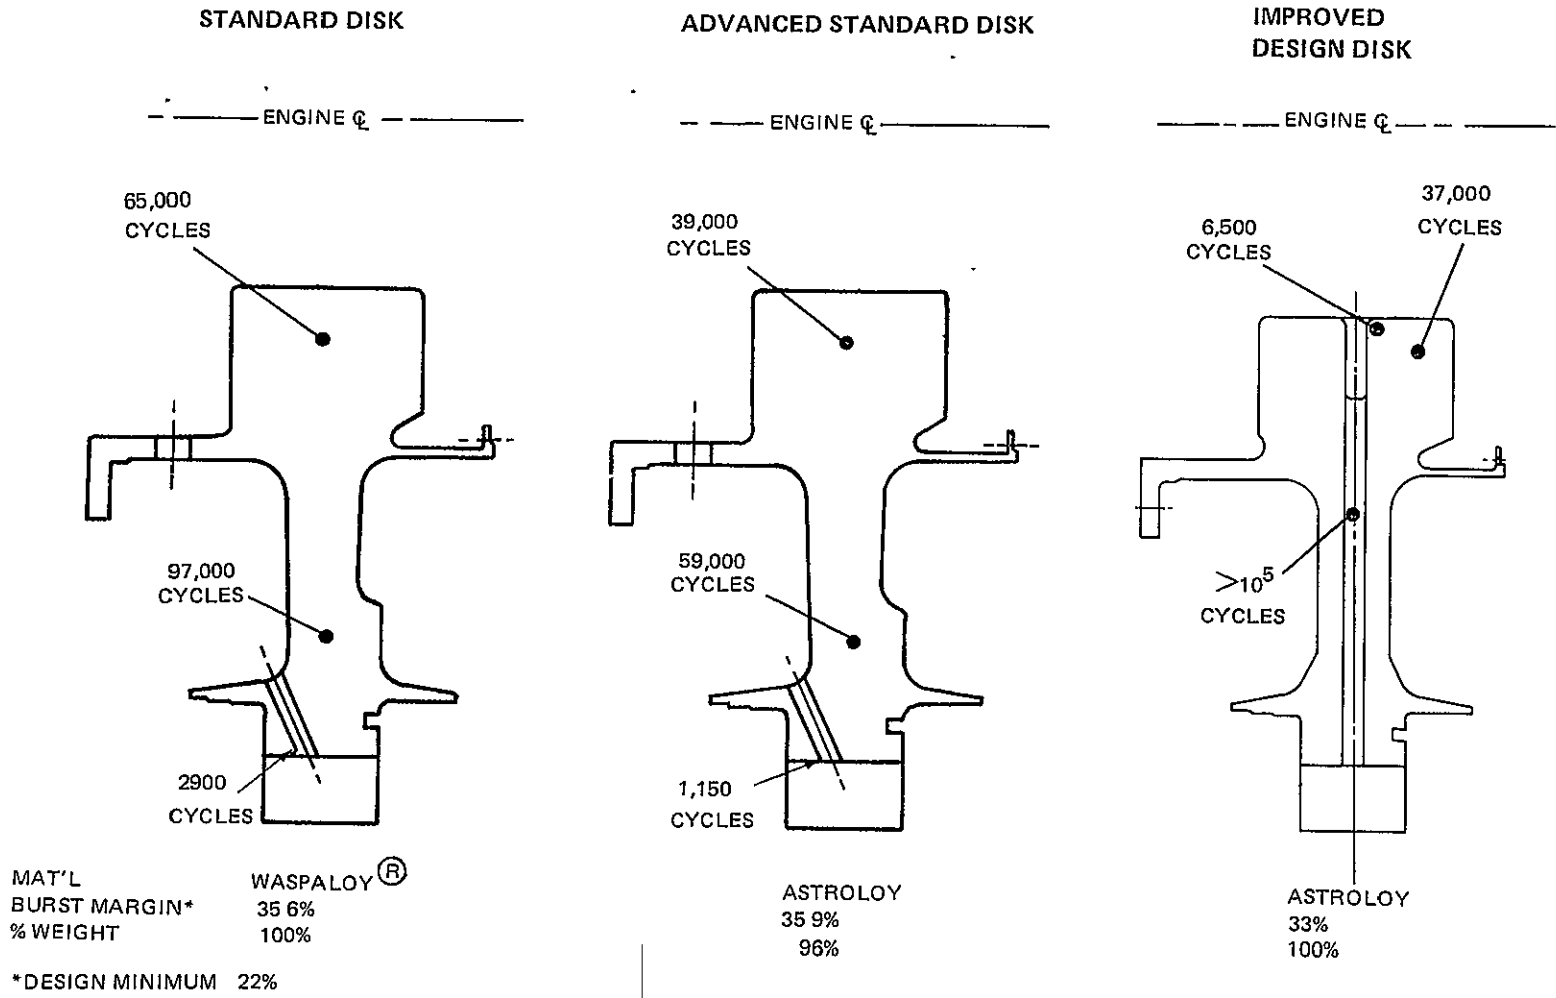 STANDARD DISK
ADVANCED STANDARD DISK
IMPROVED
DESIGN DISK
ENGINE ℄
ENGINE ℄
ENGINE ℄
65,000
CYCLES
39,000
CYCLES
6,500
CYCLES
37,000
CYCLES
97,000
CYCLES
59,000
CYCLES
>10⁵
CYCLES
2900
CYCLES
1,150
CYCLES
MAT'L WASPALOY® ASTROLOY ASTROLOY
BURST MARGIN* 35 6% 35 9% 33%
% WEIGHT 100% 96% 100%
*DESIGN MINIMUM 22%